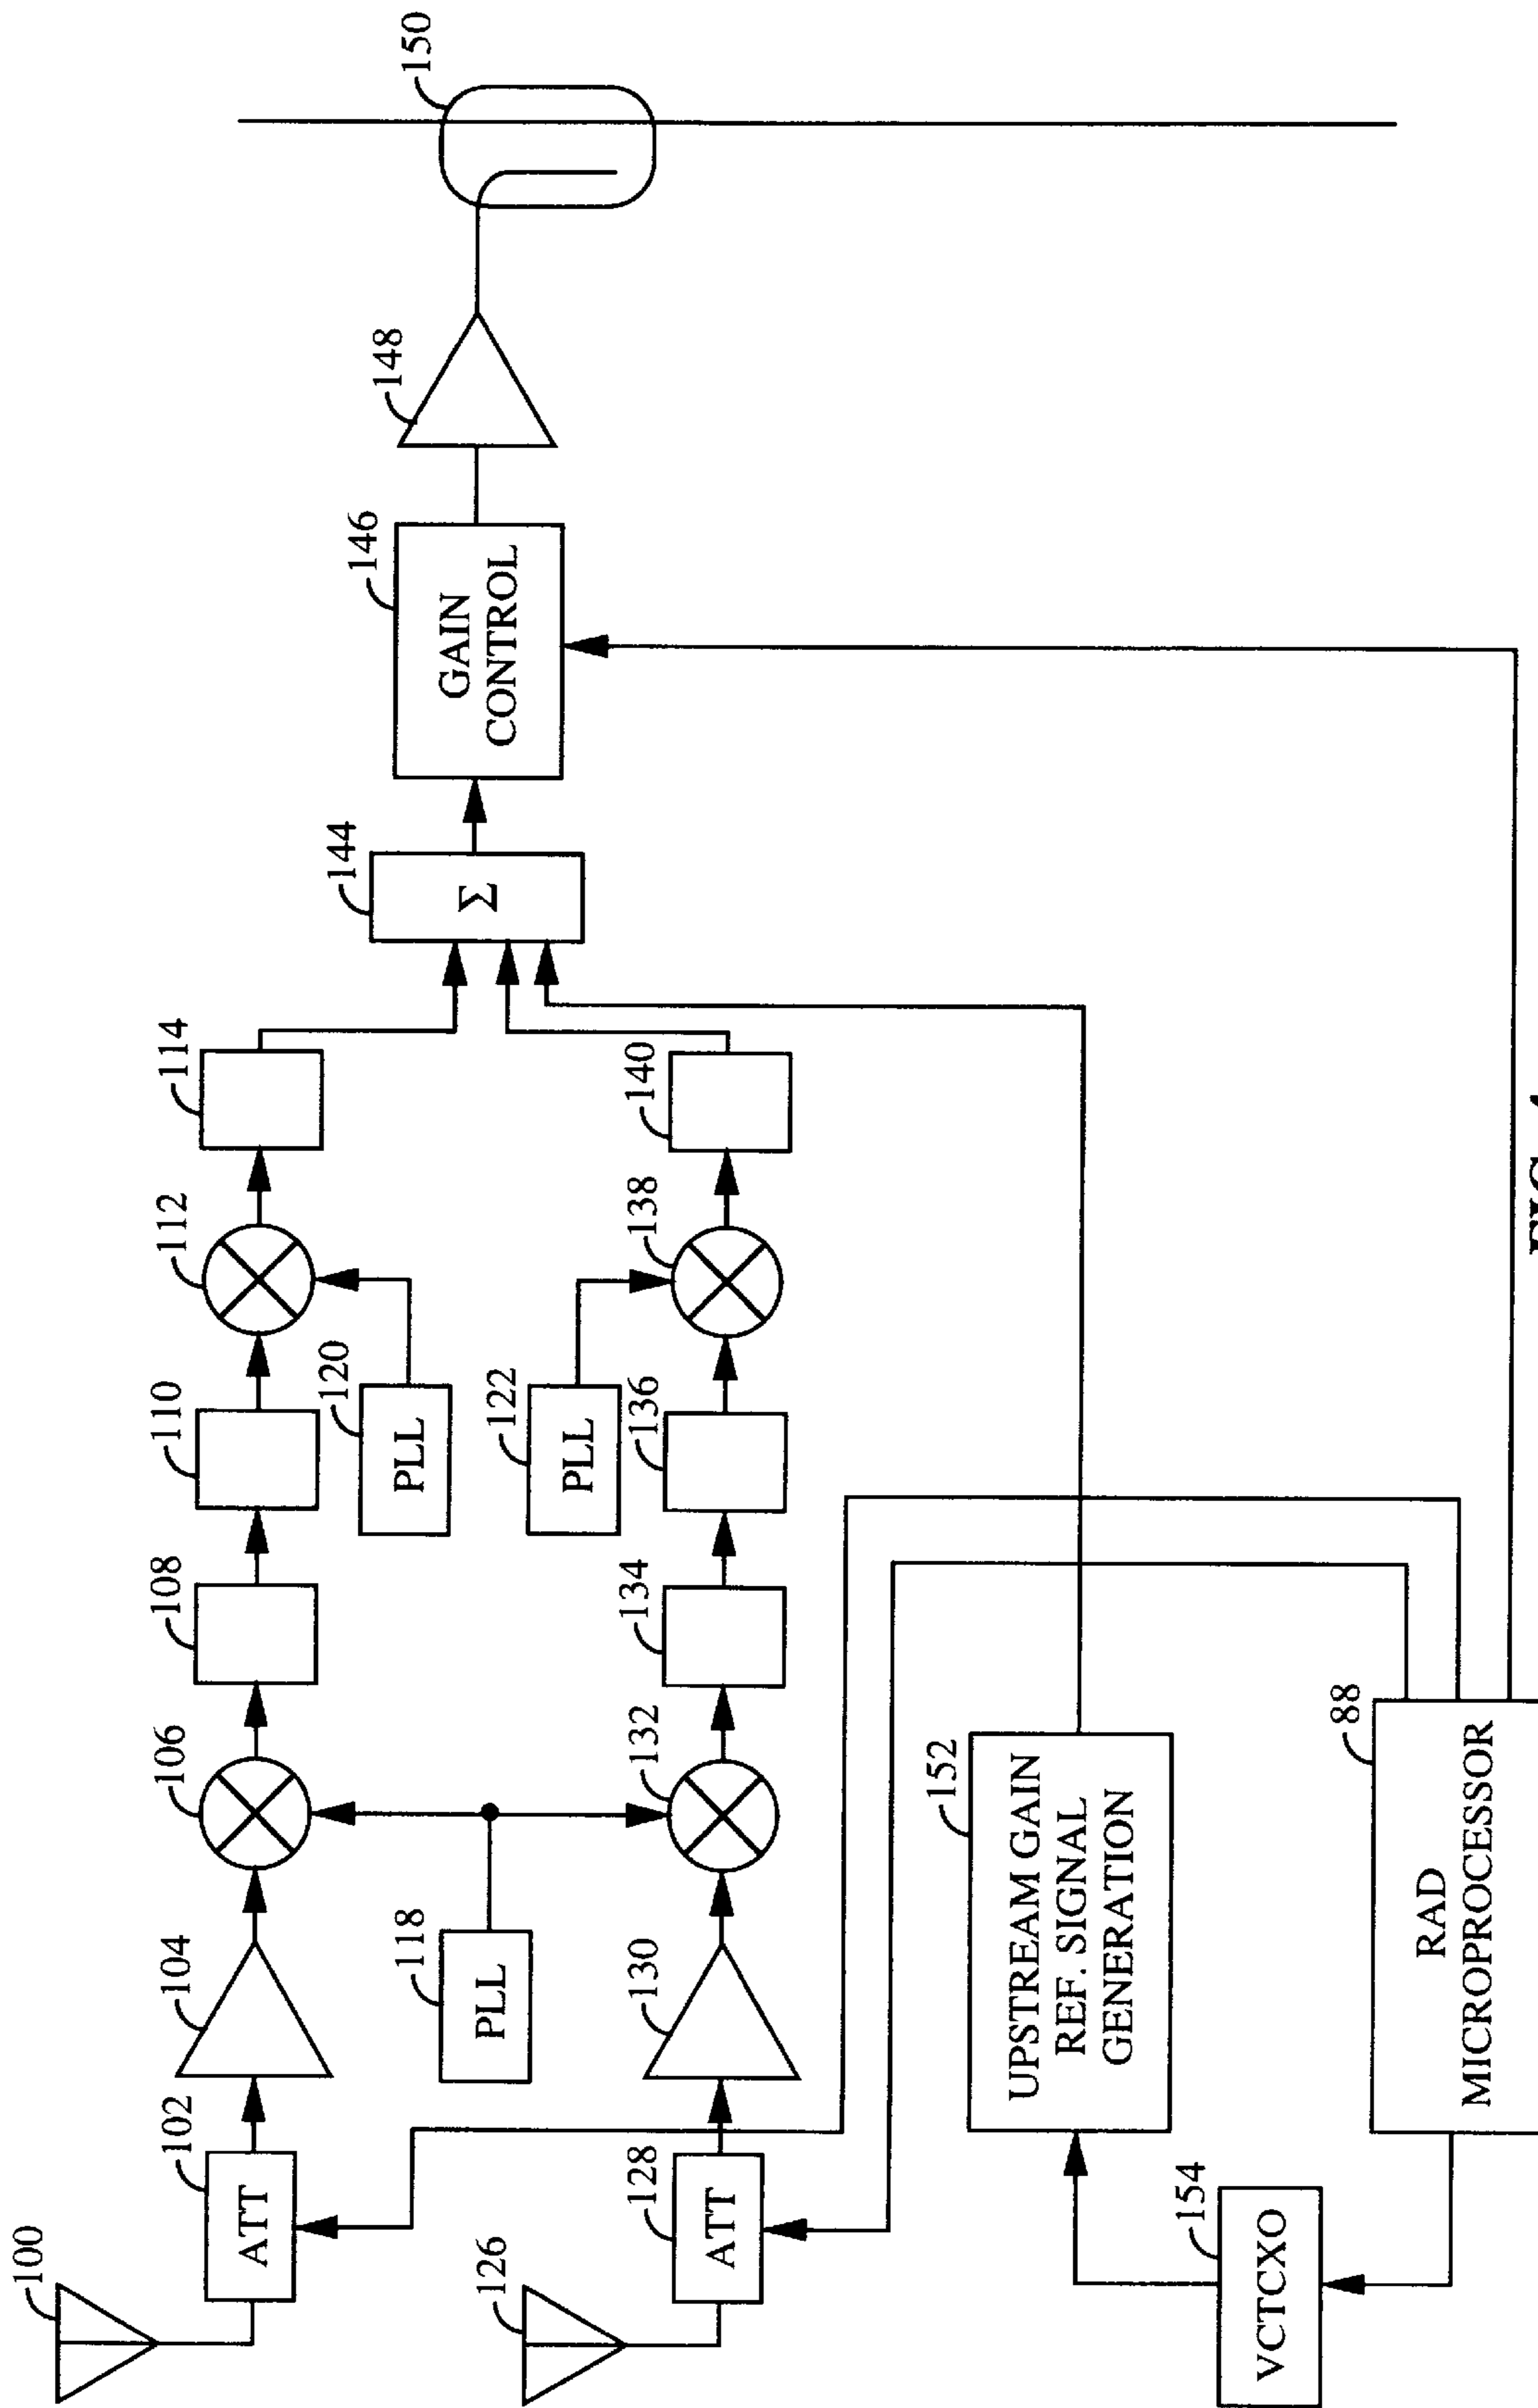 100
102
ATT
104
106
108
110
112
114
118
PLL
120
PLL
122
PLL
126
128
ATT
130
132
134
136
138
140
144
Σ
146
GAIN
CONTROL
148
150
152
UPSTREAM GAIN
REF. SIGNAL
GENERATION
154
VCTCXO
88
RAD
MICROPROCESSOR